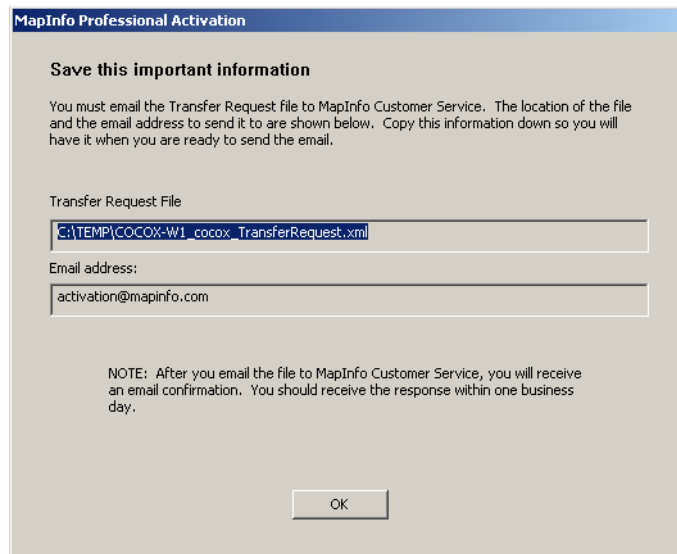 MapInfo Professional Activation
Save this important information
You must email the Transfer Request file to MapInfo Customer Service.  The location of the file
and the email address to send it to are shown below.  Copy this information down so you will
have it when you are ready to send the email.
Transfer Request File
C:\TEMP\COCOX-W1_cocox_TransferRequest.xml
Email address:
activation@mapinfo.com
NOTE:  After you email the file to MapInfo Customer Service, you will receive
an email confirmation.  You should receive the response within one business
day.
OK